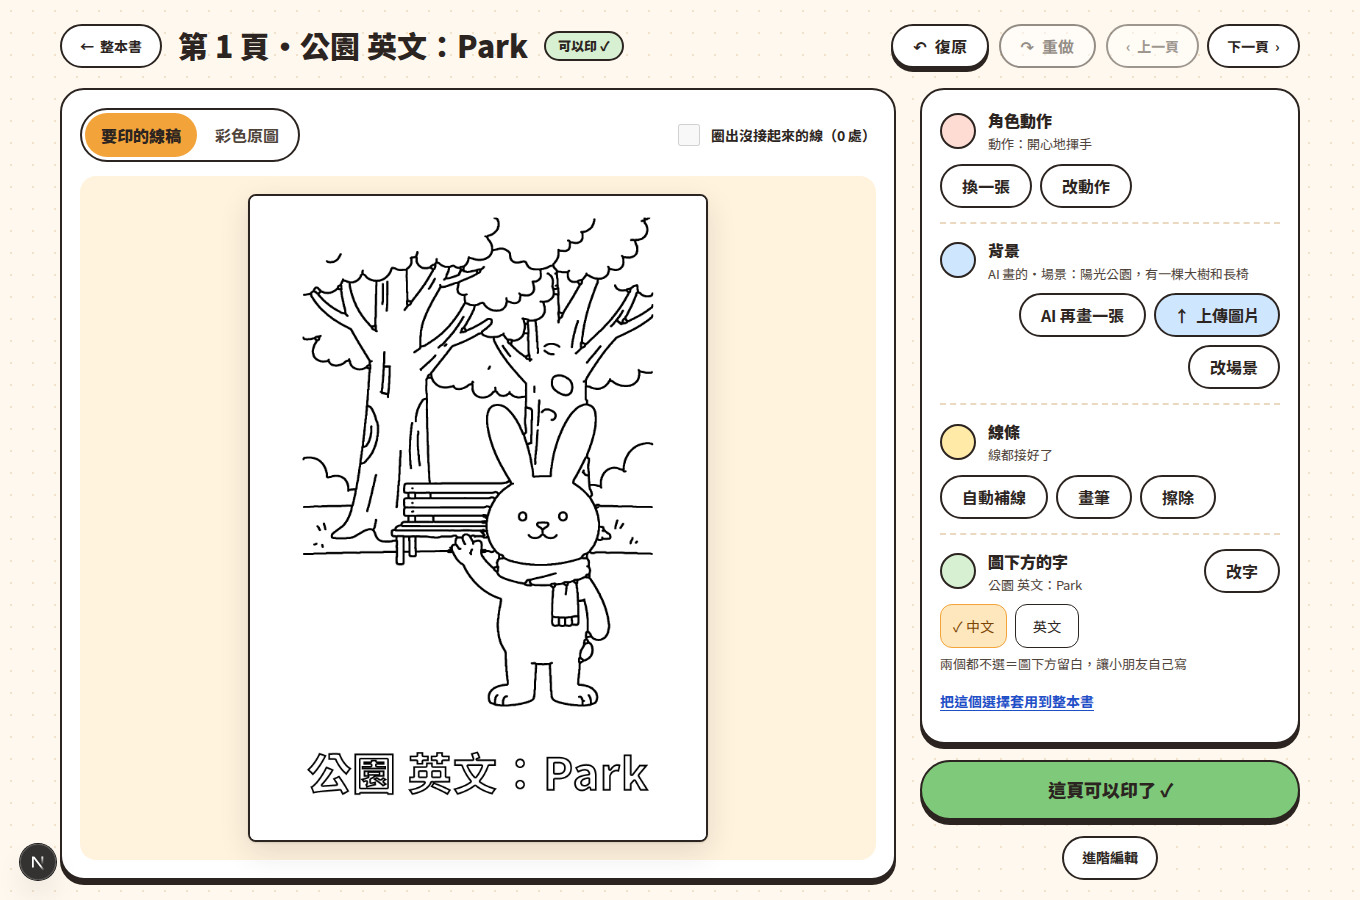 ← 整本書
第 1 頁・公園 英文：Park
可以印 ✓
↶ 復原
↷ 重做
‹ 上一頁
下一頁 ›
要印的線稿
彩色原圖
圈出沒接起來的線（0 處）
公園 英文：Park
角色動作
動作：開心地揮手
換一張
改動作
背景
AI 畫的・場景：陽光公園，有一棵大樹和長椅
AI 再畫一張
↑ 上傳圖片
改場景
線條
線都接好了
自動補線
畫筆
擦除
圖下方的字
公園 英文：Park
改字
✓ 中文
英文
兩個都不選＝圖下方留白，讓小朋友自己寫
把這個選擇套用到整本書
這頁可以印了 ✓
進階編輯
N